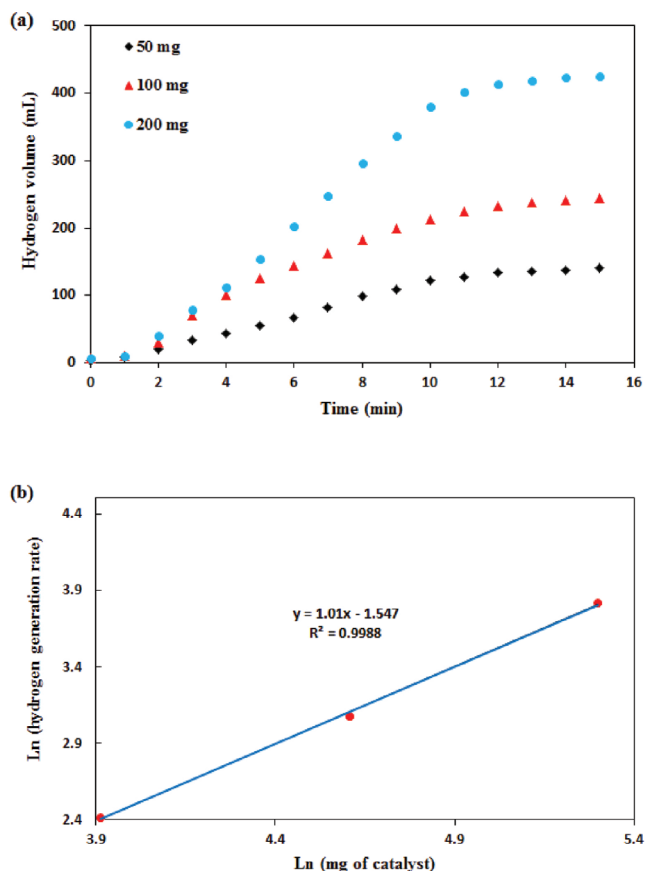 (a)
500
400
300
200
100
0
50 mg
100 mg
200 mg
Hydrogen volume (mL)
0 2 4 6 8 10 12 14 16
Time (min)
(b)
4.4
3.9
3.4
2.9
2.4
y = 1.01x - 1.547
R² = 0.9988
Ln (hydrogen generation rate)
3.9 4.4 4.9 5.4
Ln (mg of catalyst)